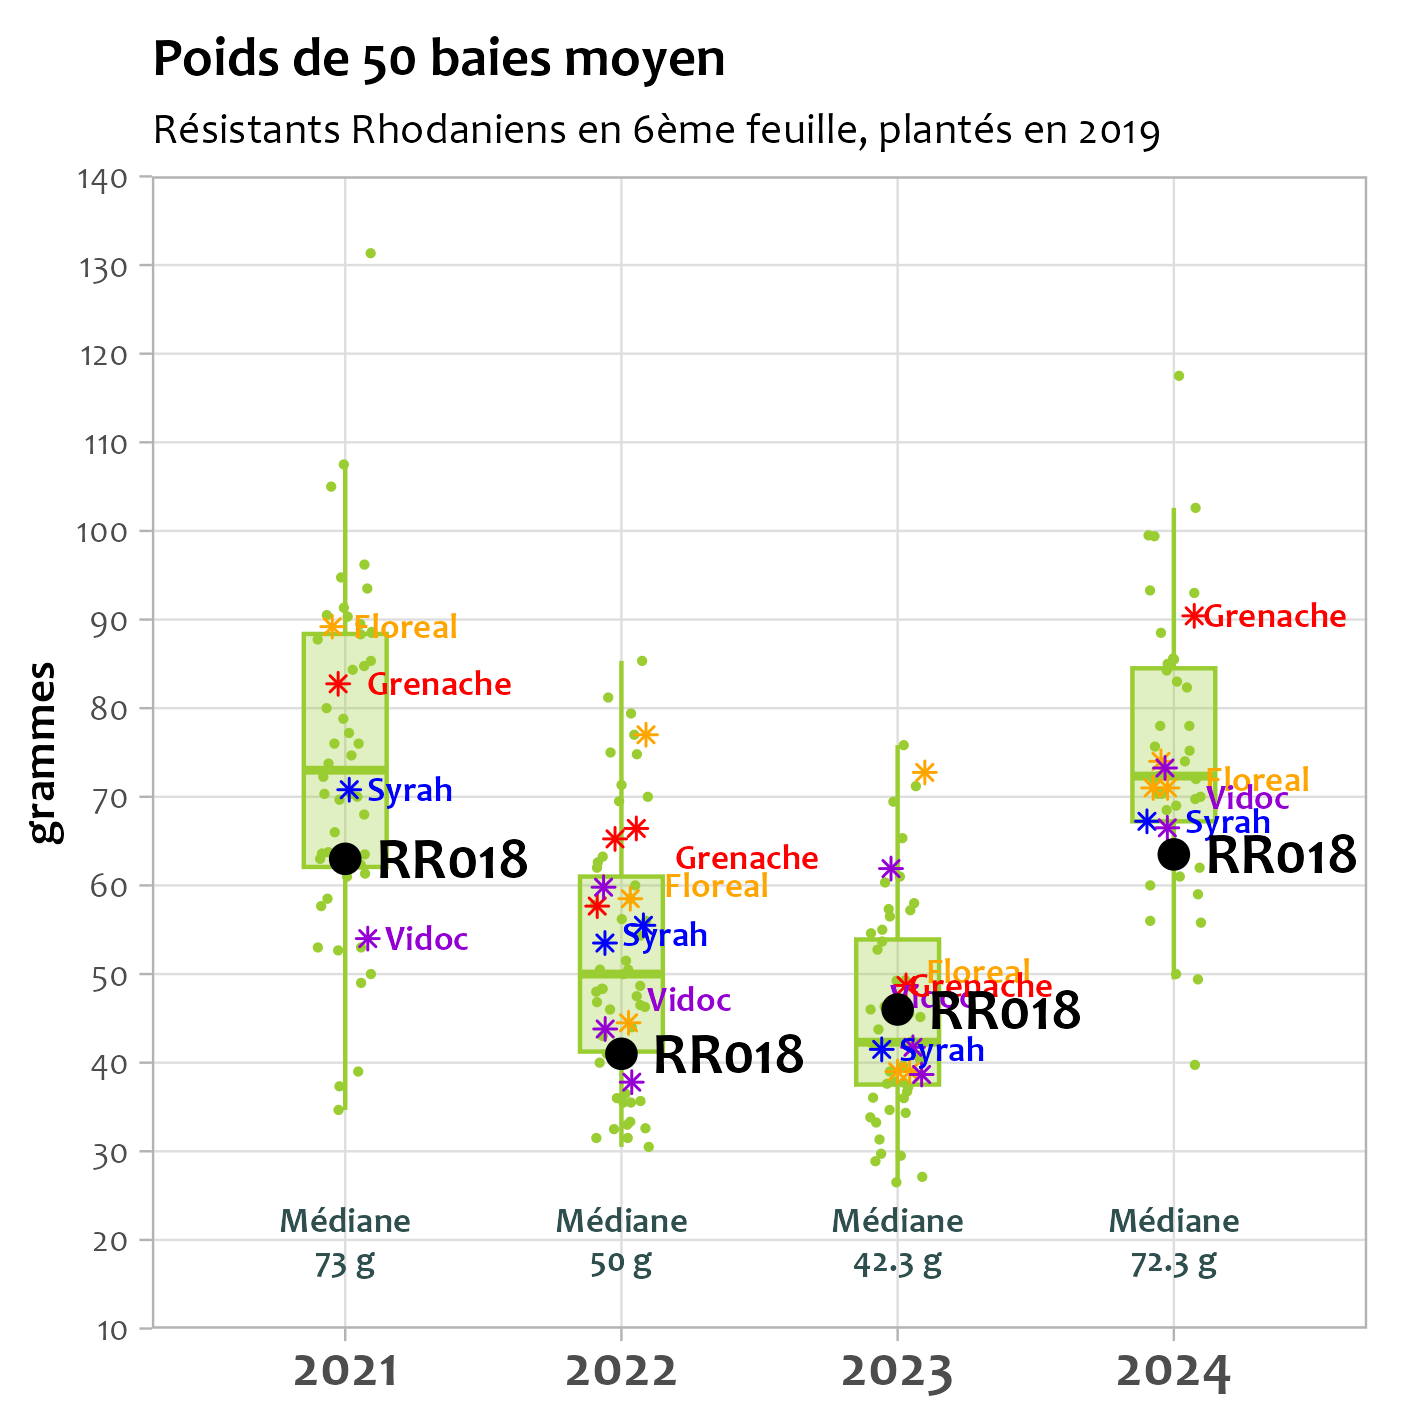 Poids de 50 baies moyen
Résistants Rhodaniens en 6ème feuille, plantés en 2019
grammes
140
130
120
110
100
90
80
70
60
50
40
30
20
10
Floreal
Grenache
Syrah
RR018
Vidoc
Grenache
Floreal
Syrah
Vidoc
RR018
Floreal
Grenache
Vidoc
RR018
Syrah
Grenache
Floreal
Vidoc
Syrah
RR018
Médiane
73 g
Médiane
50 g
Médiane
42.3 g
Médiane
72.3 g
2021
2022
2023
2024